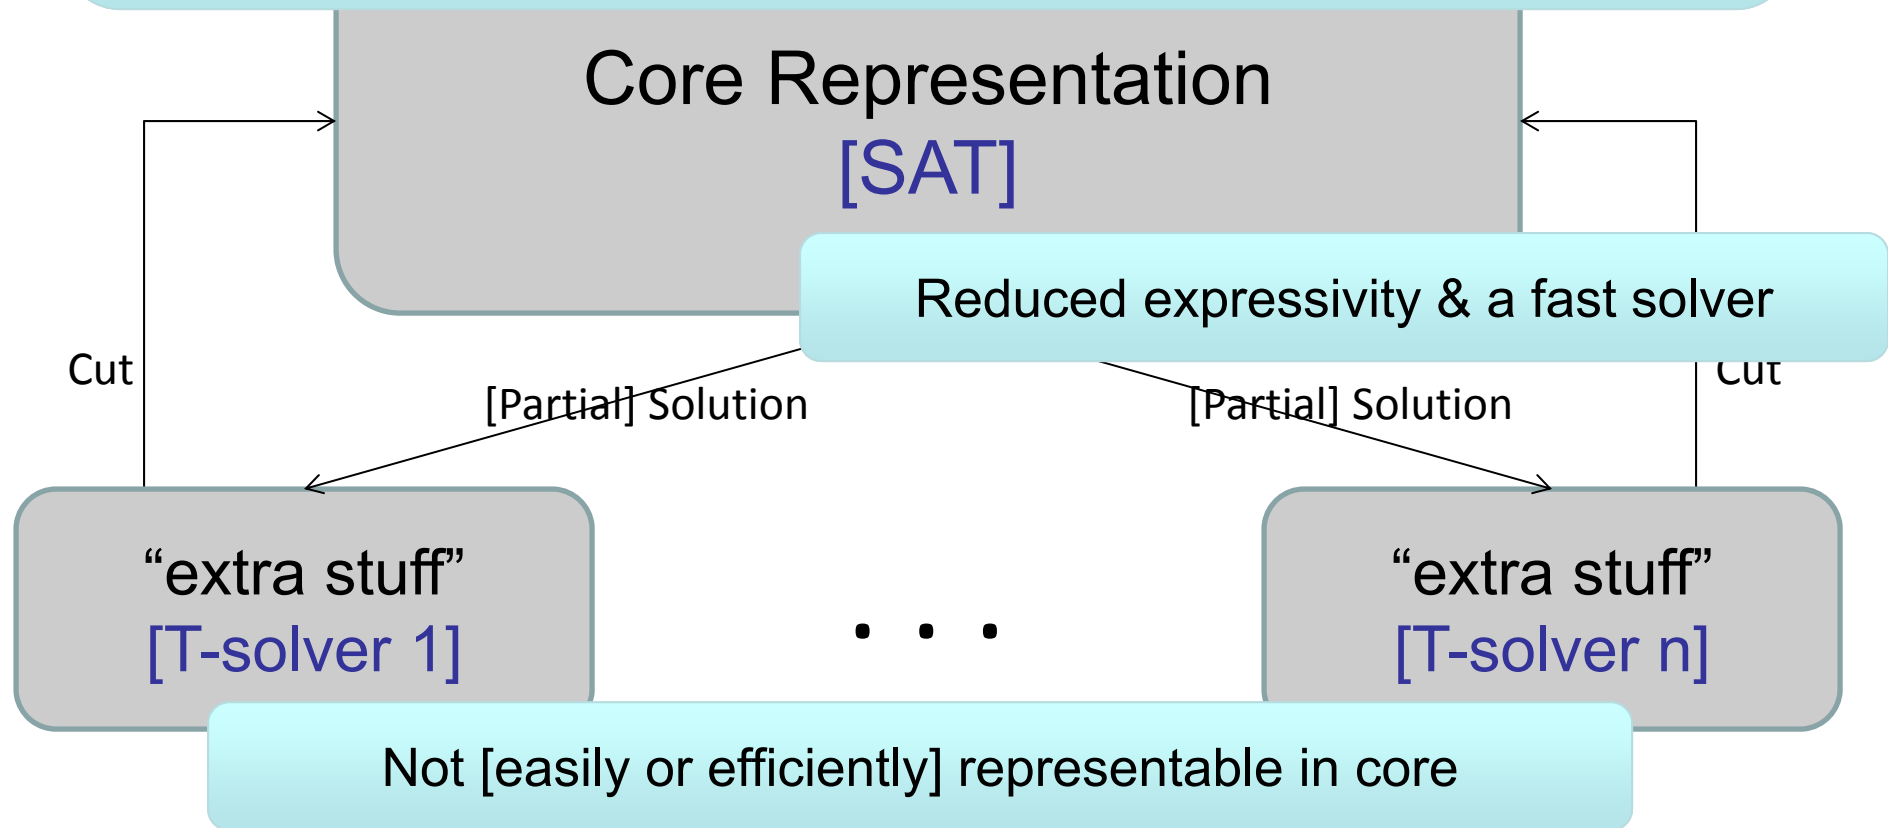 Core Representation
[SAT]
Reduced expressivity & a fast solver
Cut
Cut
[Partial] Solution
[Partial] Solution
“extra stuff”
[T-solver 1]
. . .
“extra stuff”
[T-solver n]
Not [easily or efficiently] representable in core